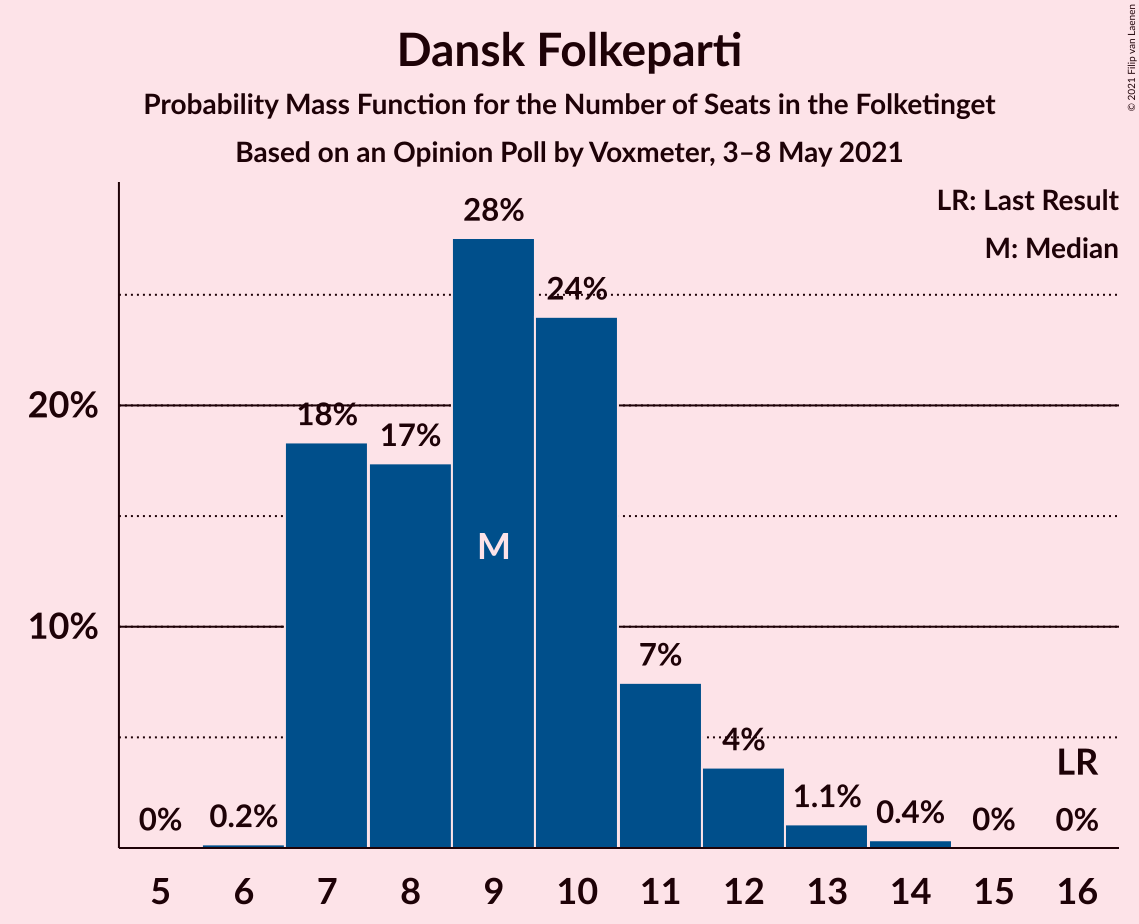 Dansk Folkeparti
Probability Mass Function for the Number of Seats in the Folketinget
Based on an Opinion Poll by Voxmeter, 3–8 May 2021
© 2021 Filip van Laenen
LR: Last Result
M: Median
28%
24%
20%
18%
17%
M
10%
7%
4%
LR
1.1%
0.4%
0.2%
0%
0%
0%
5 6 7 8 9 10 11 12 13 14 15 16